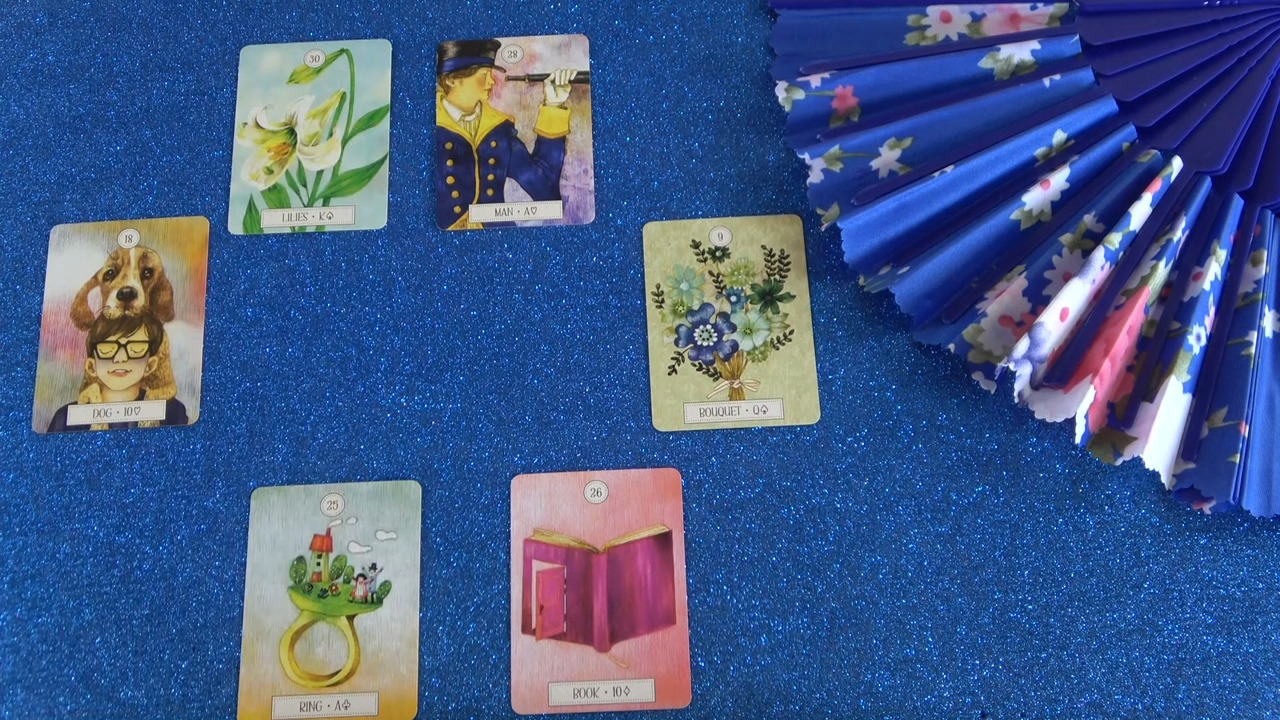 30
LILIES • K♤
28
MAN • A♡
18
DOG • 10♡
9
BOUQUET • Q♤
25
RING • A♧
26
BOOK • 10♢